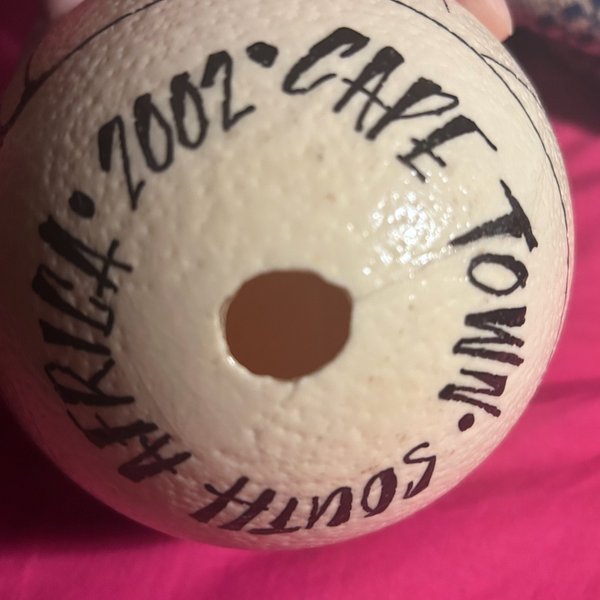 CAPE TOWN • SOUTH AFRICA • 2002 •